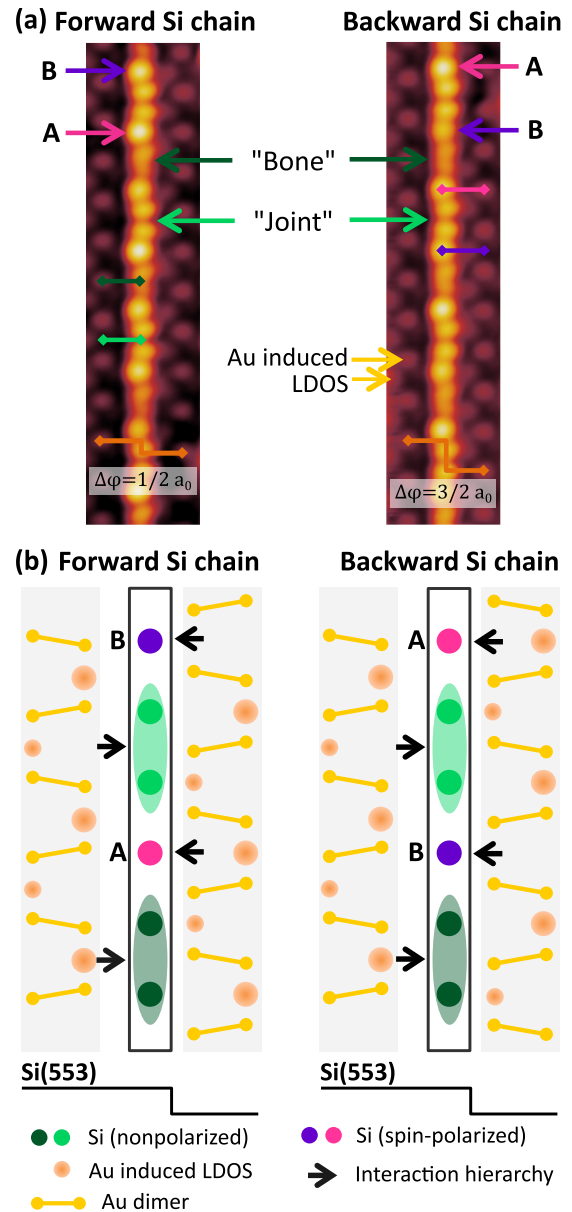 (a) Forward Si chain Backward Si chain
B A
A B
"Bone"
"Joint"
Au induced
LDOS
Δφ=1/2 a₀ Δφ=3/2 a₀
(b) Forward Si chain Backward Si chain
B A
A B
Si(553) Si(553)
Si (nonpolarized) Si (spin-polarized)
Au induced LDOS Interaction hierarchy
Au dimer